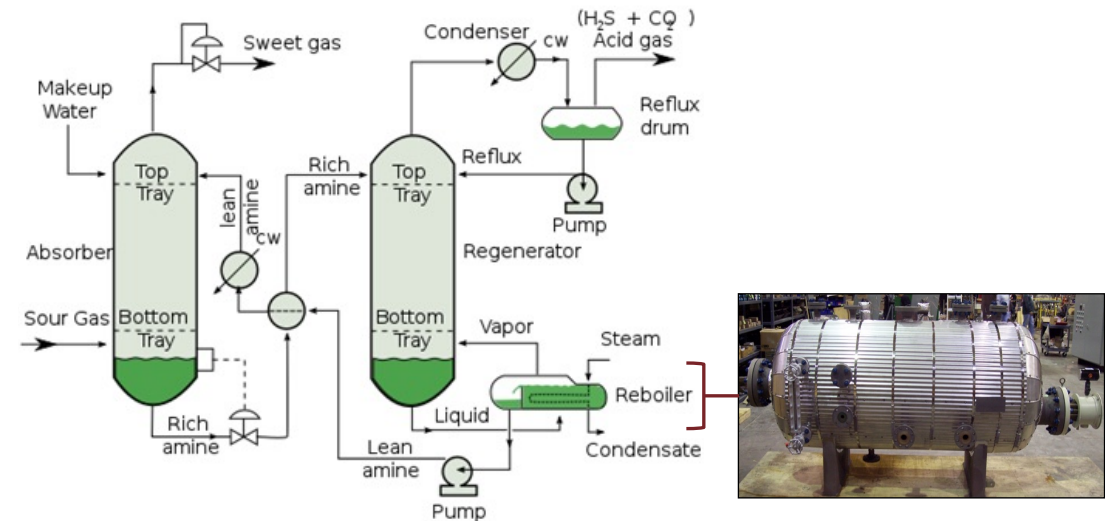 (H2S + CO2 )
Acid gas
Condenser
cw
Sweet gas
Makeup
Water
Reflux
drum
Top
Tray
lean
amine
Rich
amine
Top
Tray
Reflux
Pump
cw
Absorber
Regenerator
Sour Gas
Bottom
Tray
Bottom
Tray
Vapor
Steam
Reboiler
Rich
amine
Liquid
Condensate
Lean
amine
Pump